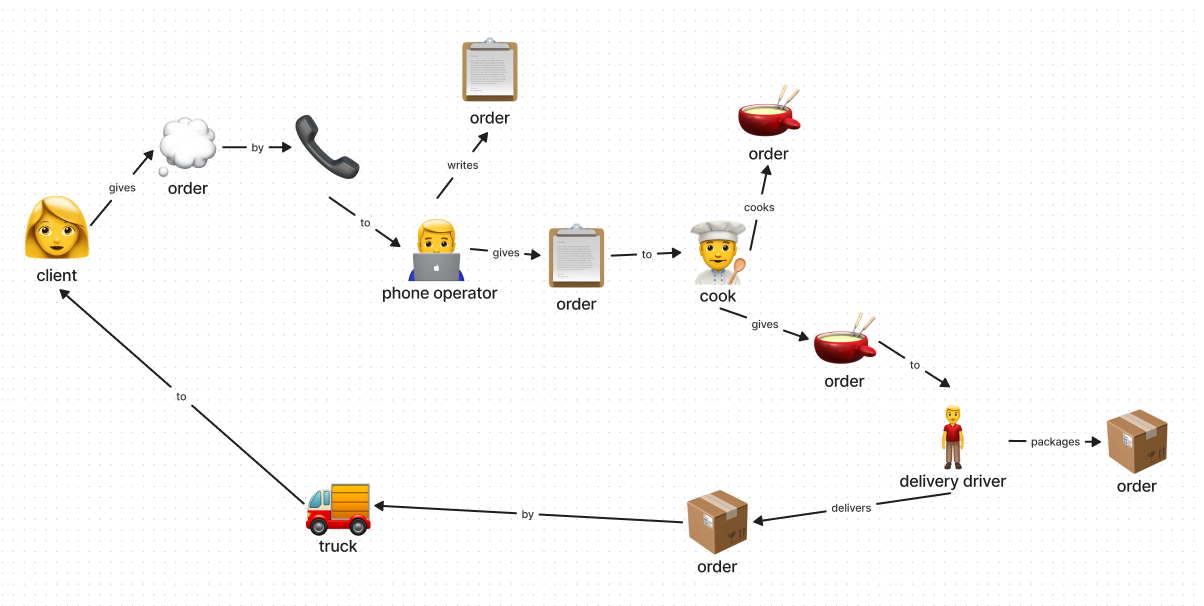 order
order
writes
cooks
by
gives
order
to
gives
to
client
phone operator
order
cook
gives
to
order
to
packages
delivery driver
order
delivers
by
truck
order